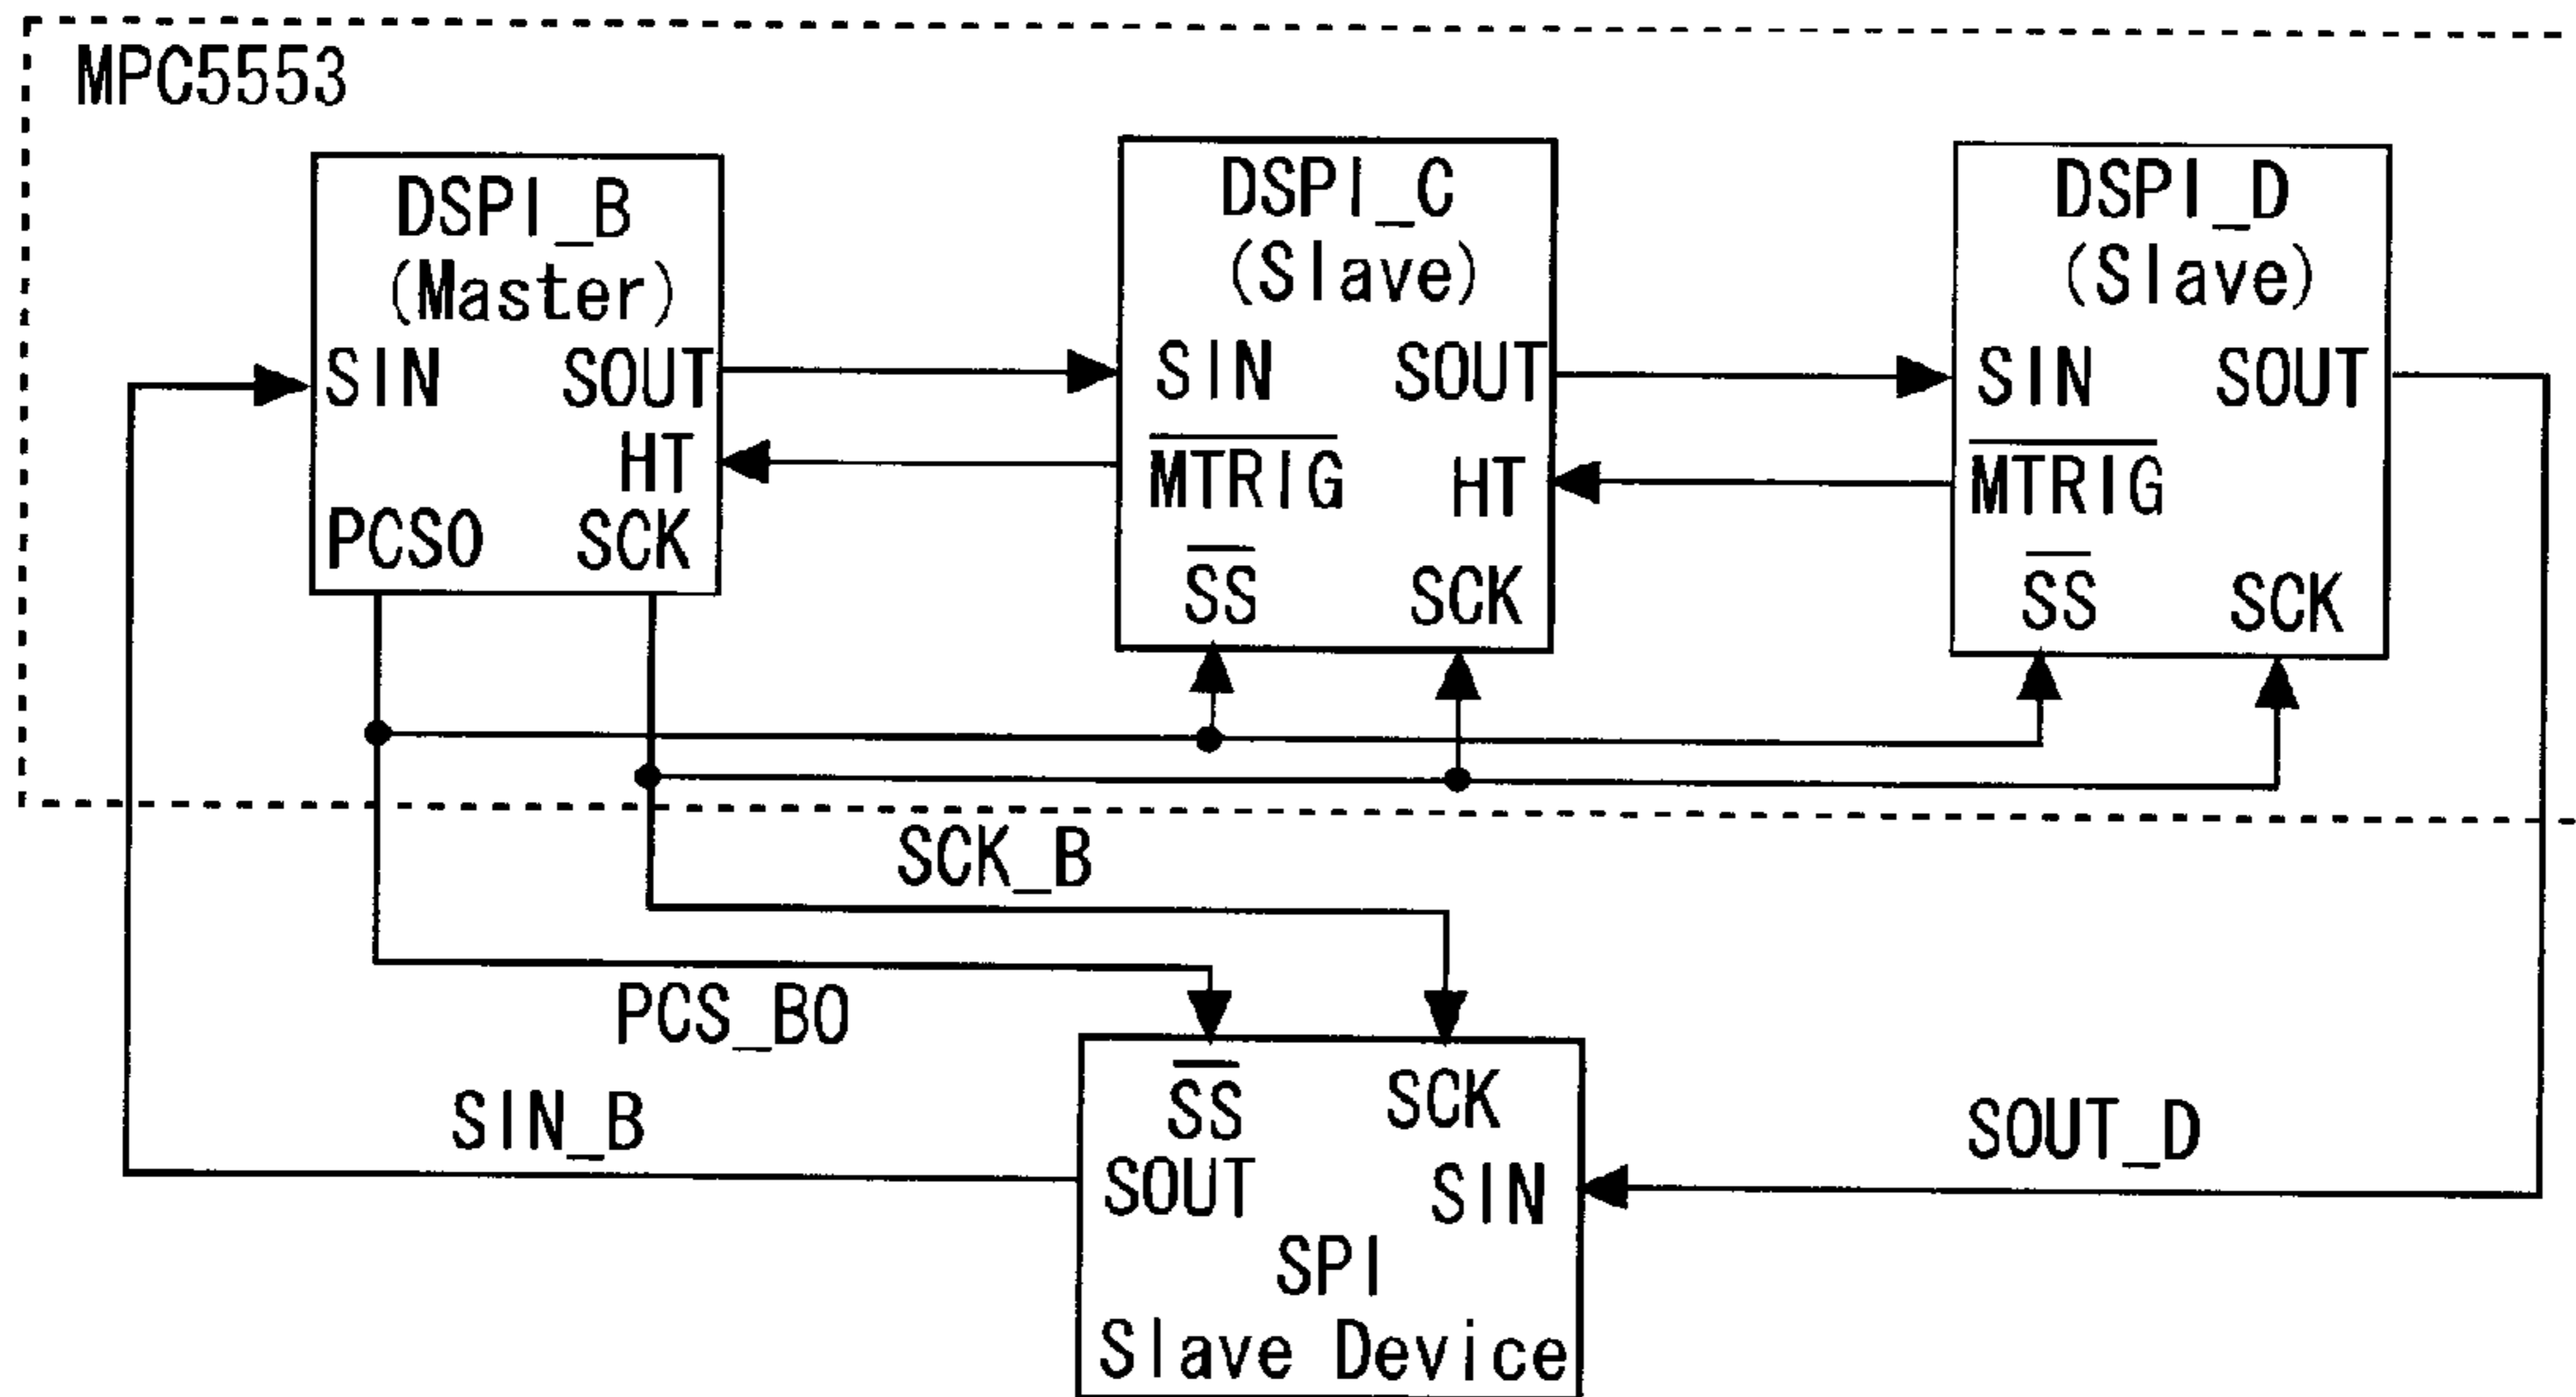 MPC5553
DSPI_B
(Master)
SIN SOUT
HT
PCS0 SCK
DSPI_C
(Slave)
SIN SOUT
MTRIG HT
SS SCK
DSPI_D
(Slave)
SIN SOUT
MTRIG
SS SCK
SCK_B
PCS_B0
SIN_B
SOUT_D
SS SCK
SOUT SIN
SPI
Slave Device